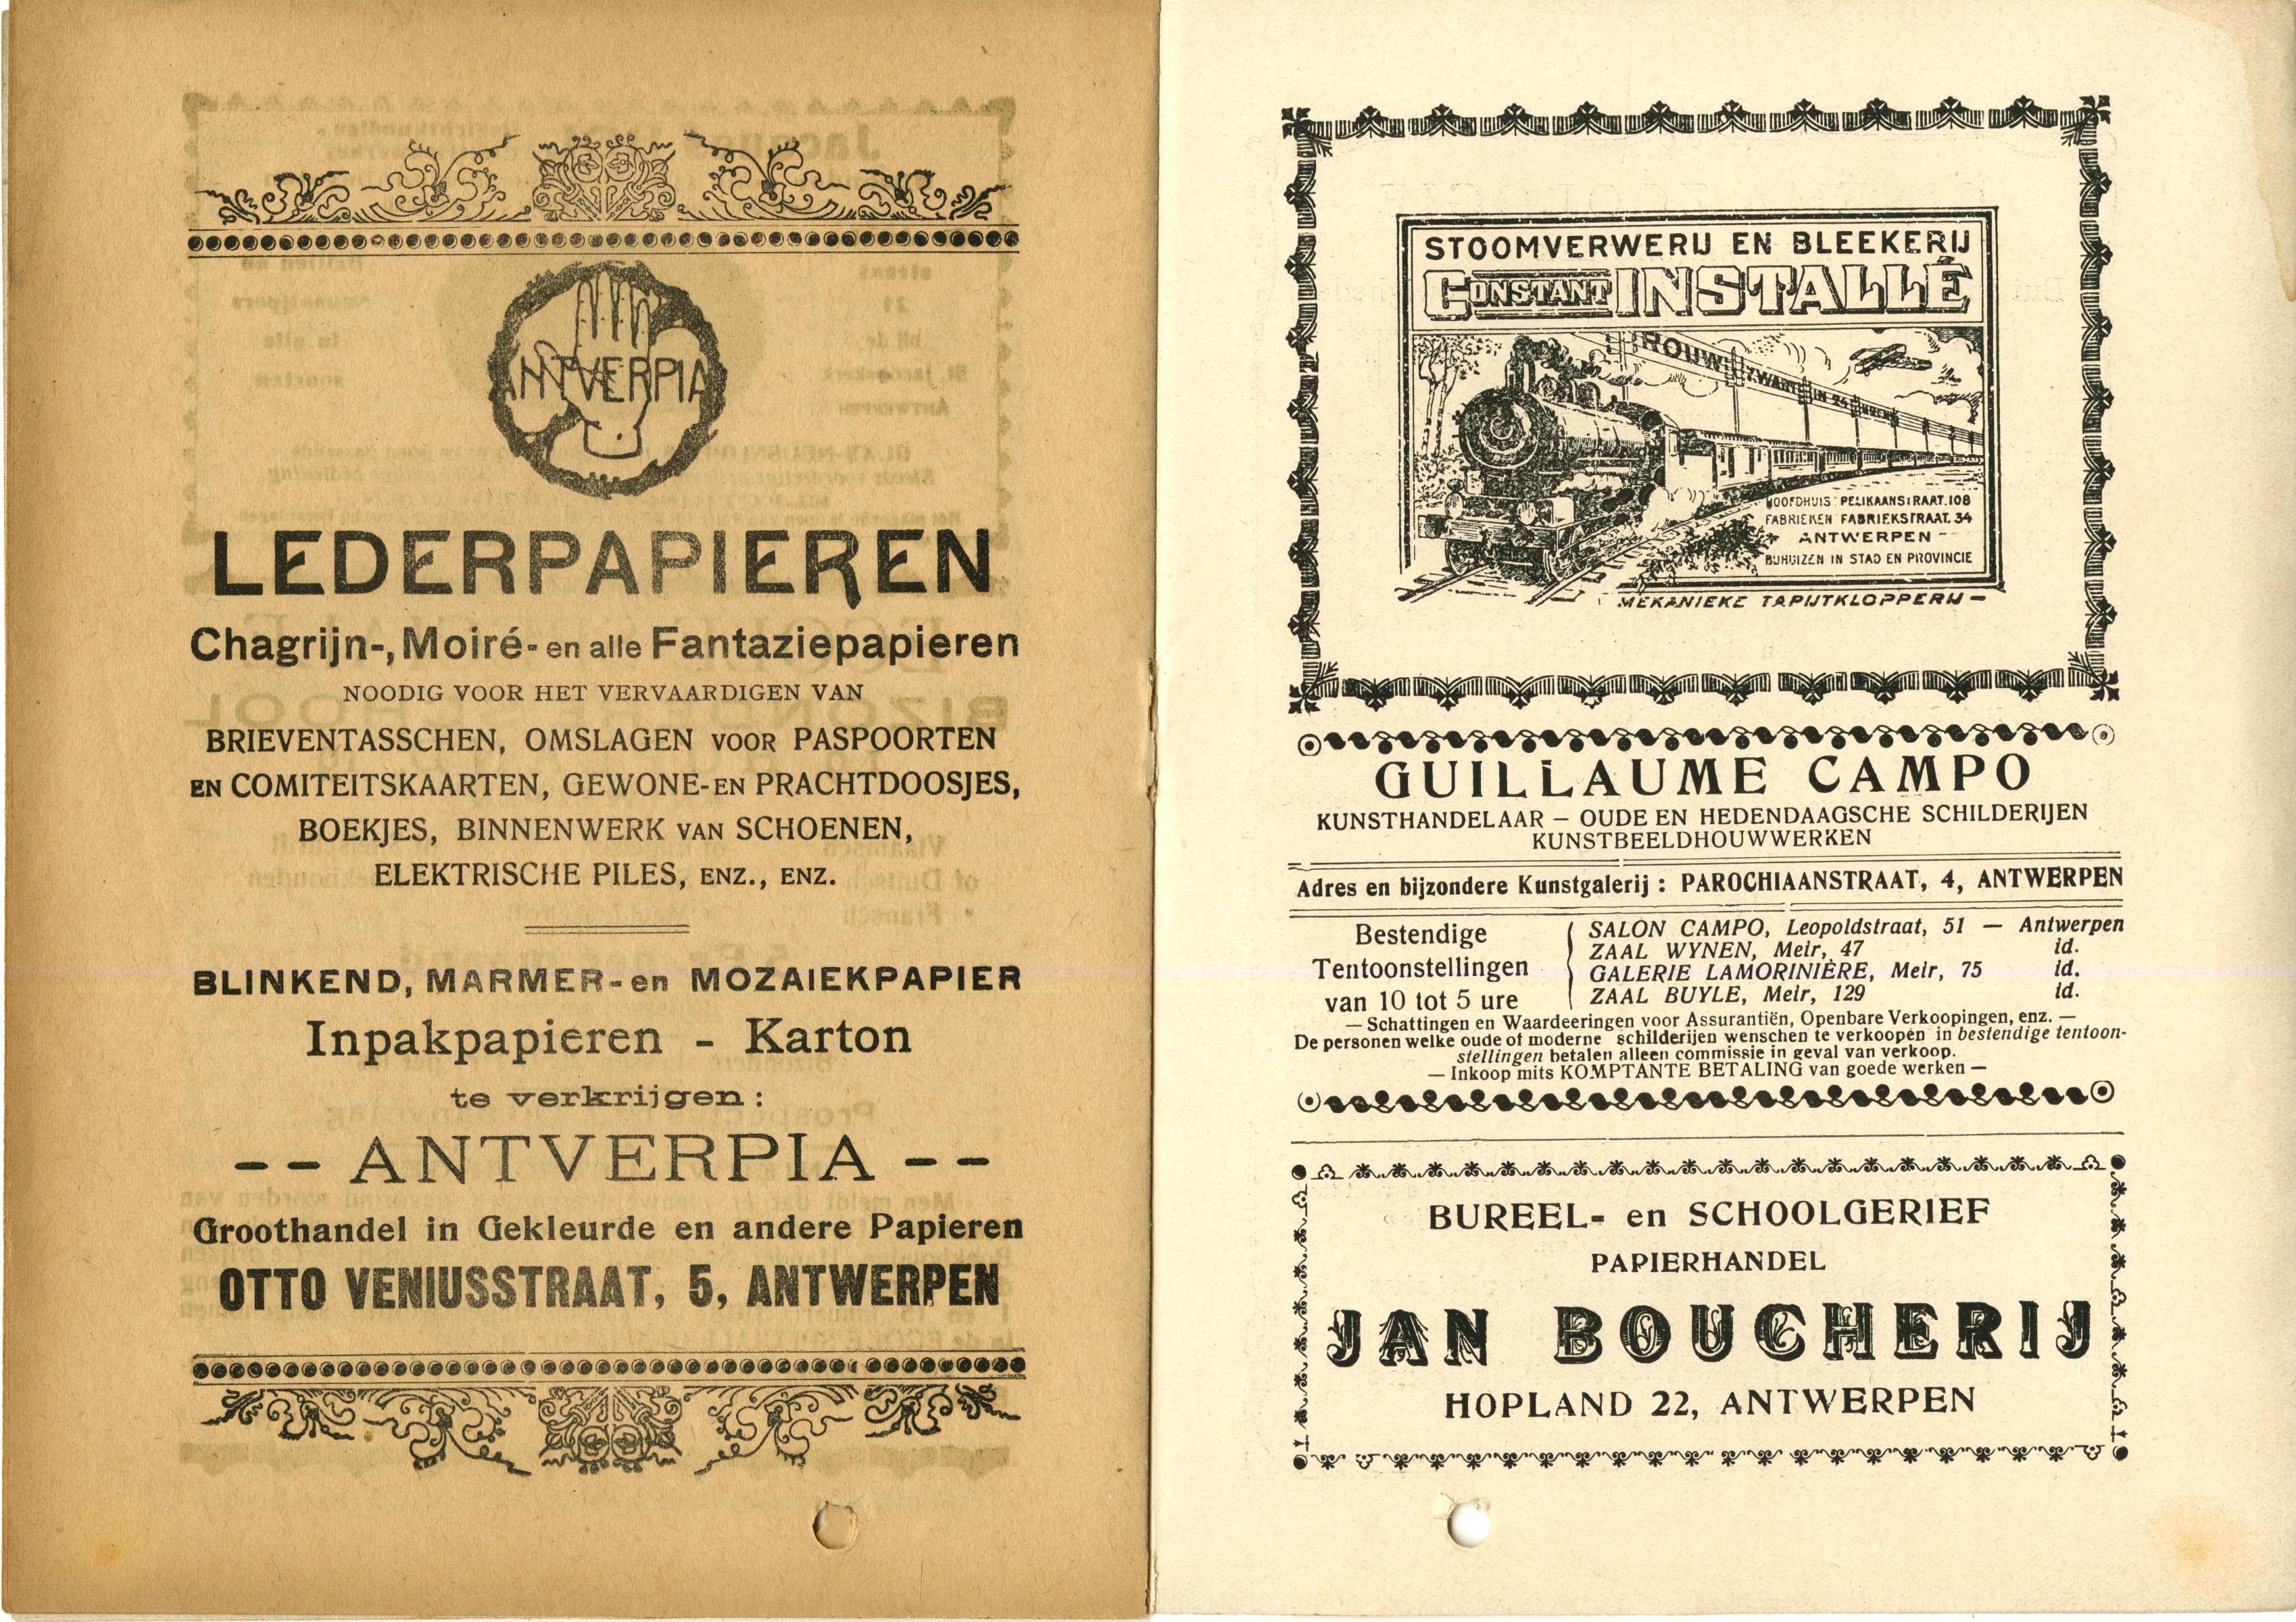 ANTVERPIA
LEDERPAPIEREN
Chagrijn-, Moiré- en alle Fantaziepapieren
NOODIG VOOR HET VERVAARDIGEN VAN
BRIEVENTASSCHEN, OMSLAGEN VOOR PASPOORTEN
EN COMITEITSKAARTEN, GEWONE- EN PRACHTDOOSJES,
BOEKJES, BINNENWERK VAN SCHOENEN,
ELEKTRISCHE PILES, ENZ., ENZ.
BLINKEND, MARMER- en MOZAIEKPAPIER
Inpakpapieren - Karton
te verkrijgen :
-- ANTVERPIA --
Groothandel in Gekleurde en andere Papieren
OTTO VENIUSSTRAAT, 5, ANTWERPEN
STOOMVERWERIJ EN BLEEKERIJ
CONSTANT INSTALLÉ
ROUW ZWART IN 24 UREN
HOOFDHUIS PELIKAANSTRAAT. 108
FABRIEKEN FABRIEKSTRAAT. 34
ANTWERPEN -
BIJHUIZEN IN STAD EN PROVINCIE
MEKANIEKE TAPIJTKLOPPERIJ -
GUILLAUME CAMPO
KUNSTHANDELAAR — OUDE EN HEDENDAAGSCHE SCHILDERIJEN
KUNSTBEELDHOUWWERKEN
Adres en bijzondere Kunstgalerij : PAROCHIAANSTRAAT, 4, ANTWERPEN
Bestendige
Tentoonstellingen
van 10 tot 5 ure
SALON CAMPO, Leopoldstraat, 51 — Antwerpen
ZAAL WYNEN, Meir, 47 id.
GALERIE LAMORINIÈRE, Meir, 75 id.
ZAAL BUYLE, Meir, 129 id.
— Schattingen en Waardeeringen voor Assurantiën, Openbare Verkoopingen, enz. —
De personen welke oude of moderne schilderijen wenschen te verkoopen in bestendige tentoon-
stellingen betalen alleen commissie in geval van verkoop.
— Inkoop mits KOMPTANTE BETALING van goede werken —
BUREEL- en SCHOOLGERIEF
PAPIERHANDEL
JAN BOUCHERIJ
HOPLAND 22, ANTWERPEN